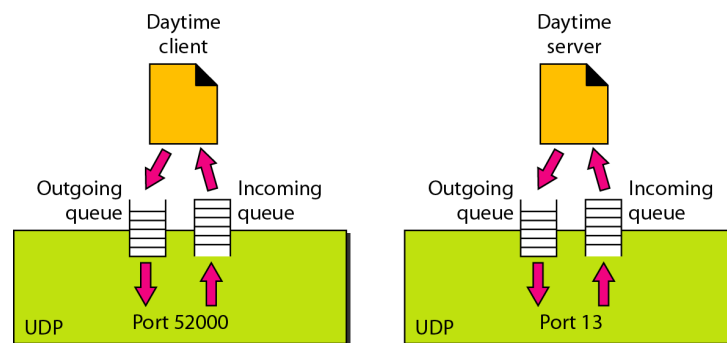 Daytime
client
Outgoing
queue
Incoming
queue
UDP
Port 52000
Daytime
server
Outgoing
queue
Incoming
queue
UDP
Port 13